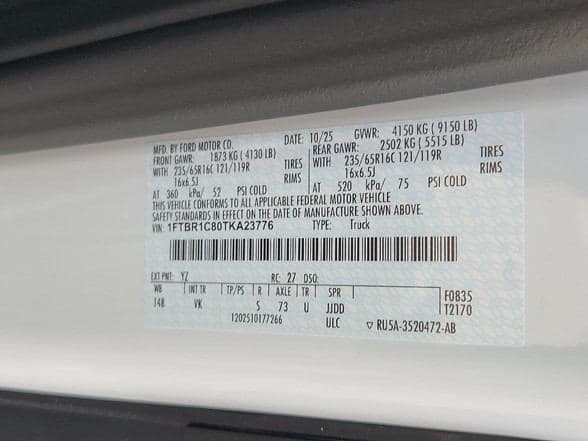 MFD. BY FORD MOTOR CO. DATE: 10/25 GVWR: 4150 KG ( 9150 LB)
FRONT GAWR: 1873 KG ( 4130 LB) REAR GAWR: 2502 KG ( 5515 LB)
WITH 235/65R16C 121/119R TIRES WITH 235/65R16C 121/119R TIRES
16x6.5J RIMS 16x6.5J RIMS
AT 360 kPa/ 52 PSI COLD AT 520 kPa/ 75 PSI COLD
THIS VEHICLE CONFORMS TO ALL APPLICABLE FEDERAL MOTOR VEHICLE
SAFETY STANDARDS IN EFFECT ON THE DATE OF MANUFACTURE SHOWN ABOVE.
VIN: 1FTBR1C80TKA23776 TYPE: Truck
EXT PNT: YZ RC: 27 DSO:
WB INT TR TP/PS R AXLE TR SPR F0835
148 VK S 73 U JJDD T2170
1202510177266 ULC ▽ RU5A-3520472-AB